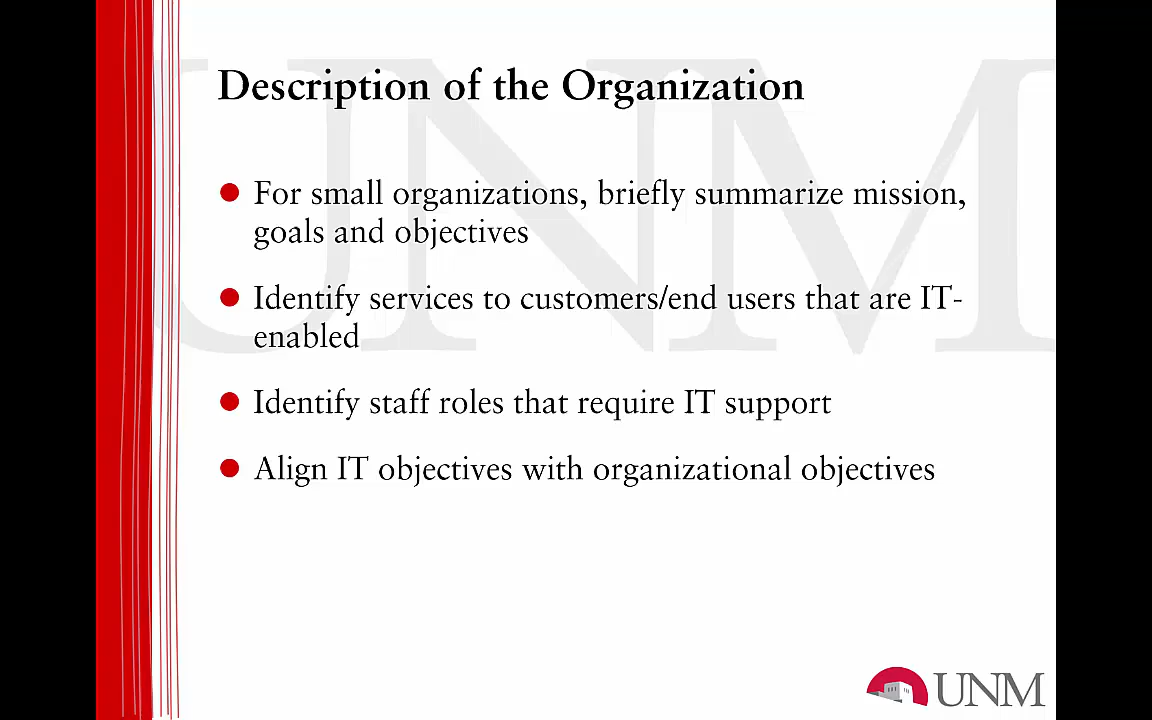 Description of the Organization
For small organizations, briefly summarize mission,
goals and objectives
Identify services to customers/end users that are IT-
enabled
Identify staff roles that require IT support
Align IT objectives with organizational objectives
UNM
UNM